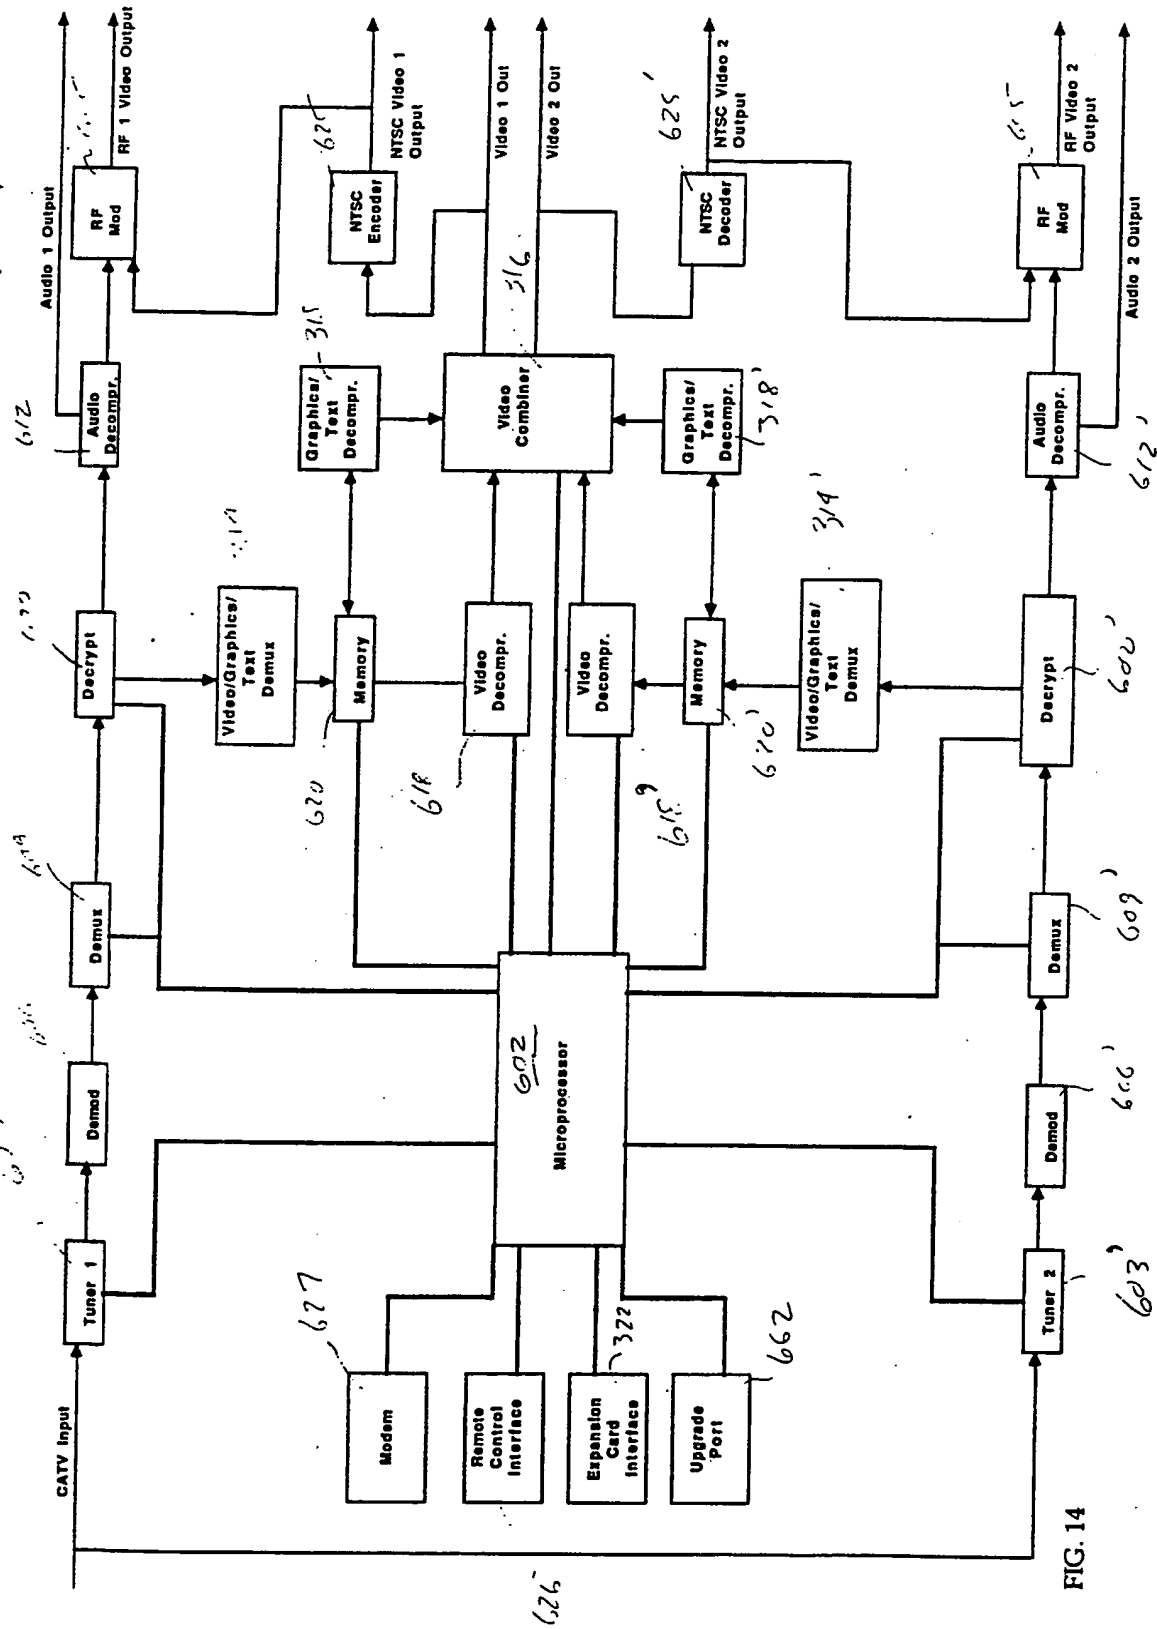 CATV Input
Tuner 1
Demod
Demux
Decrypt
Audio
Decompr.
612
Audio 1 Output
RF
Mod
RF 1 Video Output
Video/Graphics/
Text
Demux
Memory
620
Graphics/
Text
Decompr.
315
NTSC
Encoder
NTSC Video 1
Output
Modem
627
Remote
Control
Interface
Expansion
Card
Interface
322
Upgrade
Port
662
Microprocessor
602
Video
Decompr.
618
Video
Decompr.
Video
Combiner
316
Video 1 Out
Video 2 Out
Memory
620'
Graphics/
Text
Decompr.
318'
NTSC
Decoder
625'
NTSC Video 2
Output
Video/Graphics/
Text
Demux
314'
626
Tuner 2
603'
Demod
606'
Demux
609'
Decrypt
602'
Audio
Decompr.
612'
RF
Mod
RF Video 2
Output
Audio 2 Output
FIG. 14